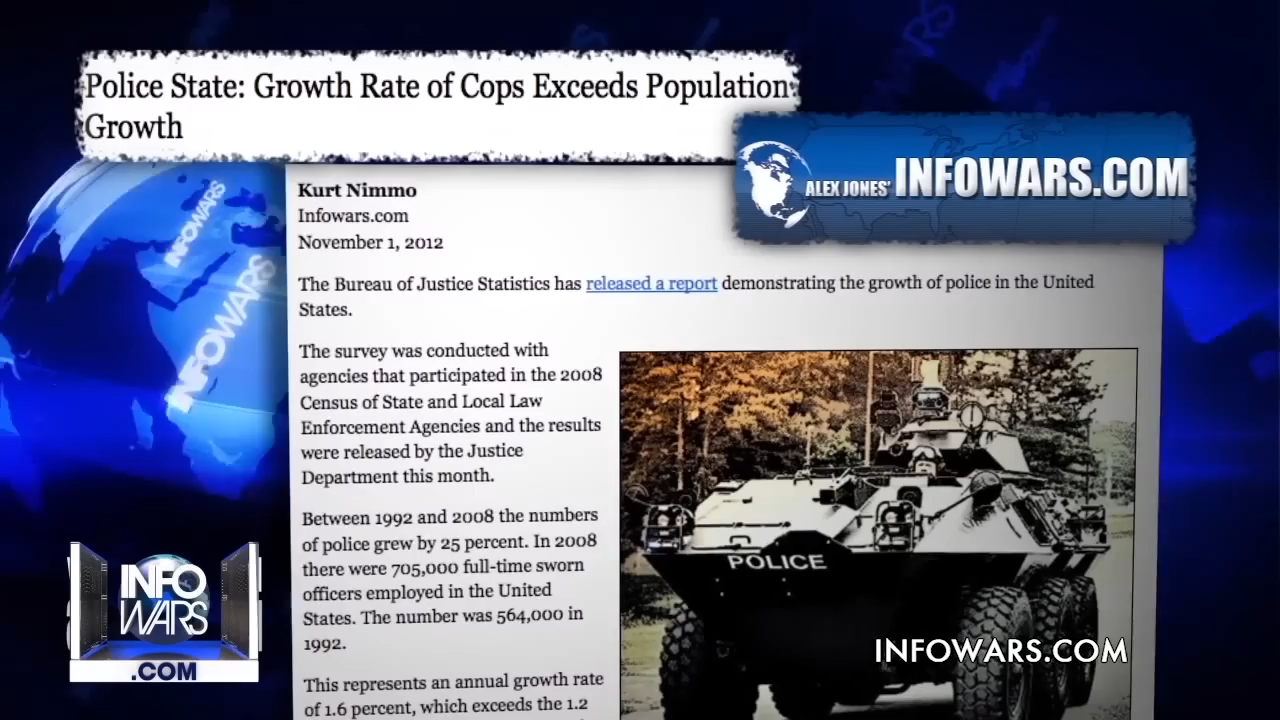 Police State: Growth Rate of Cops Exceeds Population
Growth
ALEX JONES' INFOWARS.COM
Kurt Nimmo
Infowars.com
November 1, 2012
The Bureau of Justice Statistics has released a report demonstrating the growth of police in the United
States.
The survey was conducted with
agencies that participated in the 2008
Census of State and Local Law
Enforcement Agencies and the results
were released by the Justice
Department this month.
Between 1992 and 2008 the numbers
of police grew by 25 percent. In 2008
there were 705,000 full-time sworn
officers employed in the United
States. The number was 564,000 in
1992.
This represents an annual growth rate
of 1.6 percent, which exceeds the 1.2
POLICE
INFOWARS
INFOWARS
INFO
WARS
.COM
INFOWARS.COM